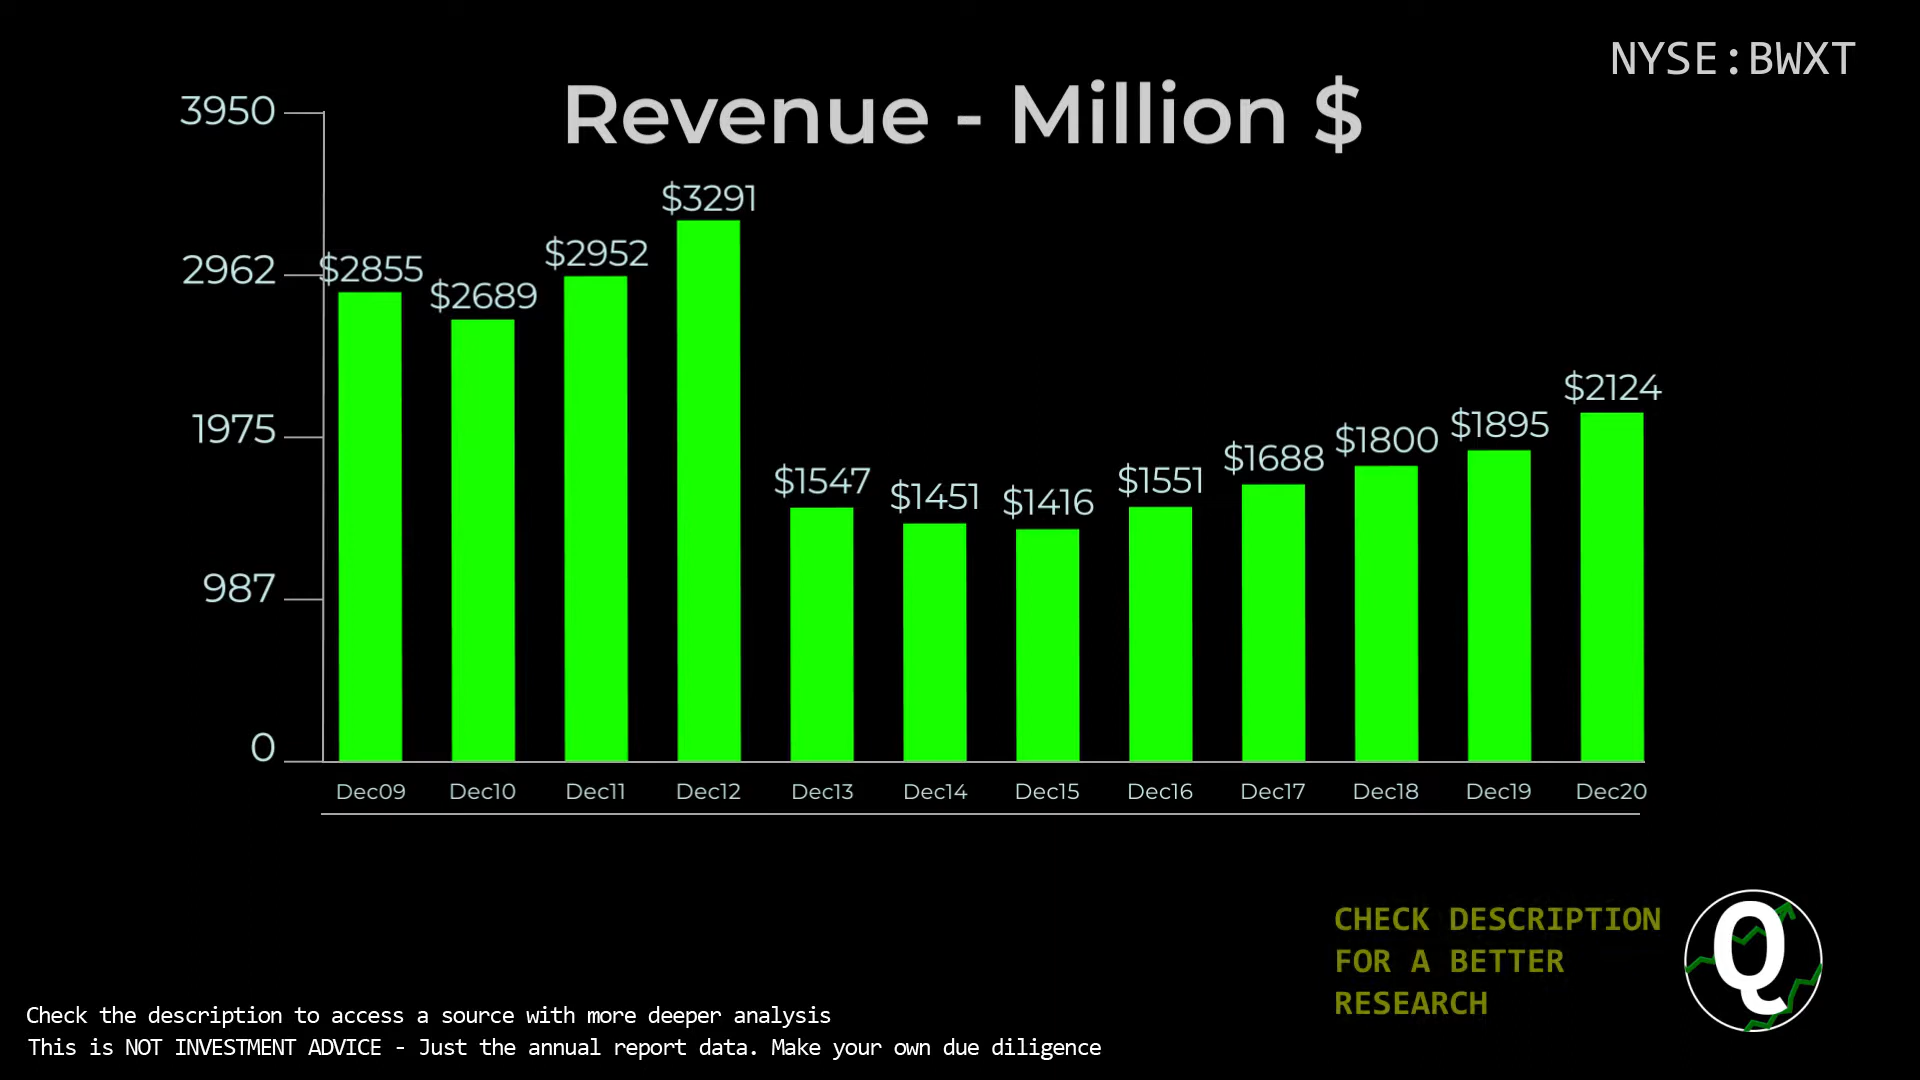 NYSE:BWXT
Revenue - Million $
3950
2962
1975
987
0
$2855
$2689
$2952
$3291
$1547
$1451
$1416
$1551
$1688
$1800
$1895
$2124
Dec09
Dec10
Dec11
Dec12
Dec13
Dec14
Dec15
Dec16
Dec17
Dec18
Dec19
Dec20
CHECK DESCRIPTION
FOR A BETTER
RESEARCH
Q
Check the description to access a source with more deeper analysis
This is NOT INVESTMENT ADVICE - Just the annual report data. Make your own due diligence